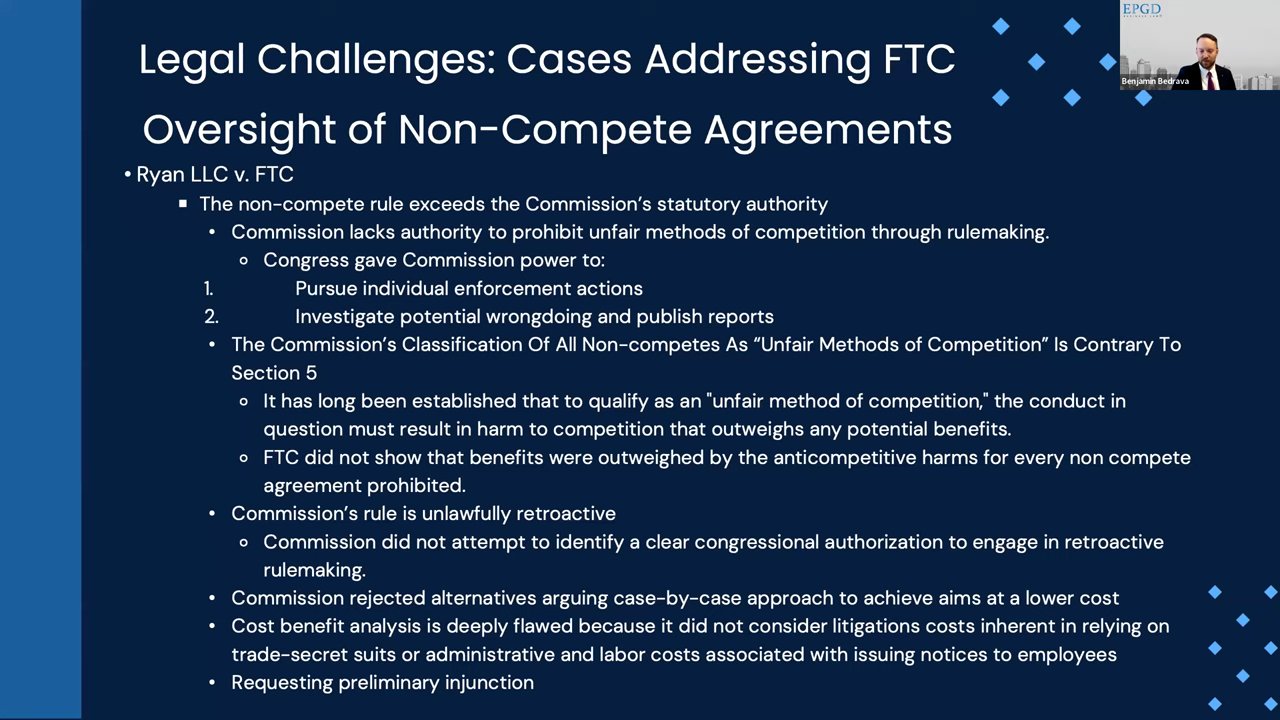 EPGD
BUSINESS LAW
Benjamin Bedrava
Legal Challenges: Cases Addressing FTC
Oversight of Non-Compete Agreements
• Ryan LLC v. FTC
▪ The non-compete rule exceeds the Commission's statutory authority
• Commission lacks authority to prohibit unfair methods of competition through rulemaking.
○ Congress gave Commission power to:
1. Pursue individual enforcement actions
2. Investigate potential wrongdoing and publish reports
• The Commission's Classification Of All Non-competes As “Unfair Methods of Competition” Is Contrary To
Section 5
○ It has long been established that to qualify as an "unfair method of competition," the conduct in
question must result in harm to competition that outweighs any potential benefits.
○ FTC did not show that benefits were outweighed by the anticompetitive harms for every non compete
agreement prohibited.
• Commission's rule is unlawfully retroactive
○ Commission did not attempt to identify a clear congressional authorization to engage in retroactive
rulemaking.
• Commission rejected alternatives arguing case-by-case approach to achieve aims at a lower cost
• Cost benefit analysis is deeply flawed because it did not consider litigations costs inherent in relying on
trade-secret suits or administrative and labor costs associated with issuing notices to employees
• Requesting preliminary injunction